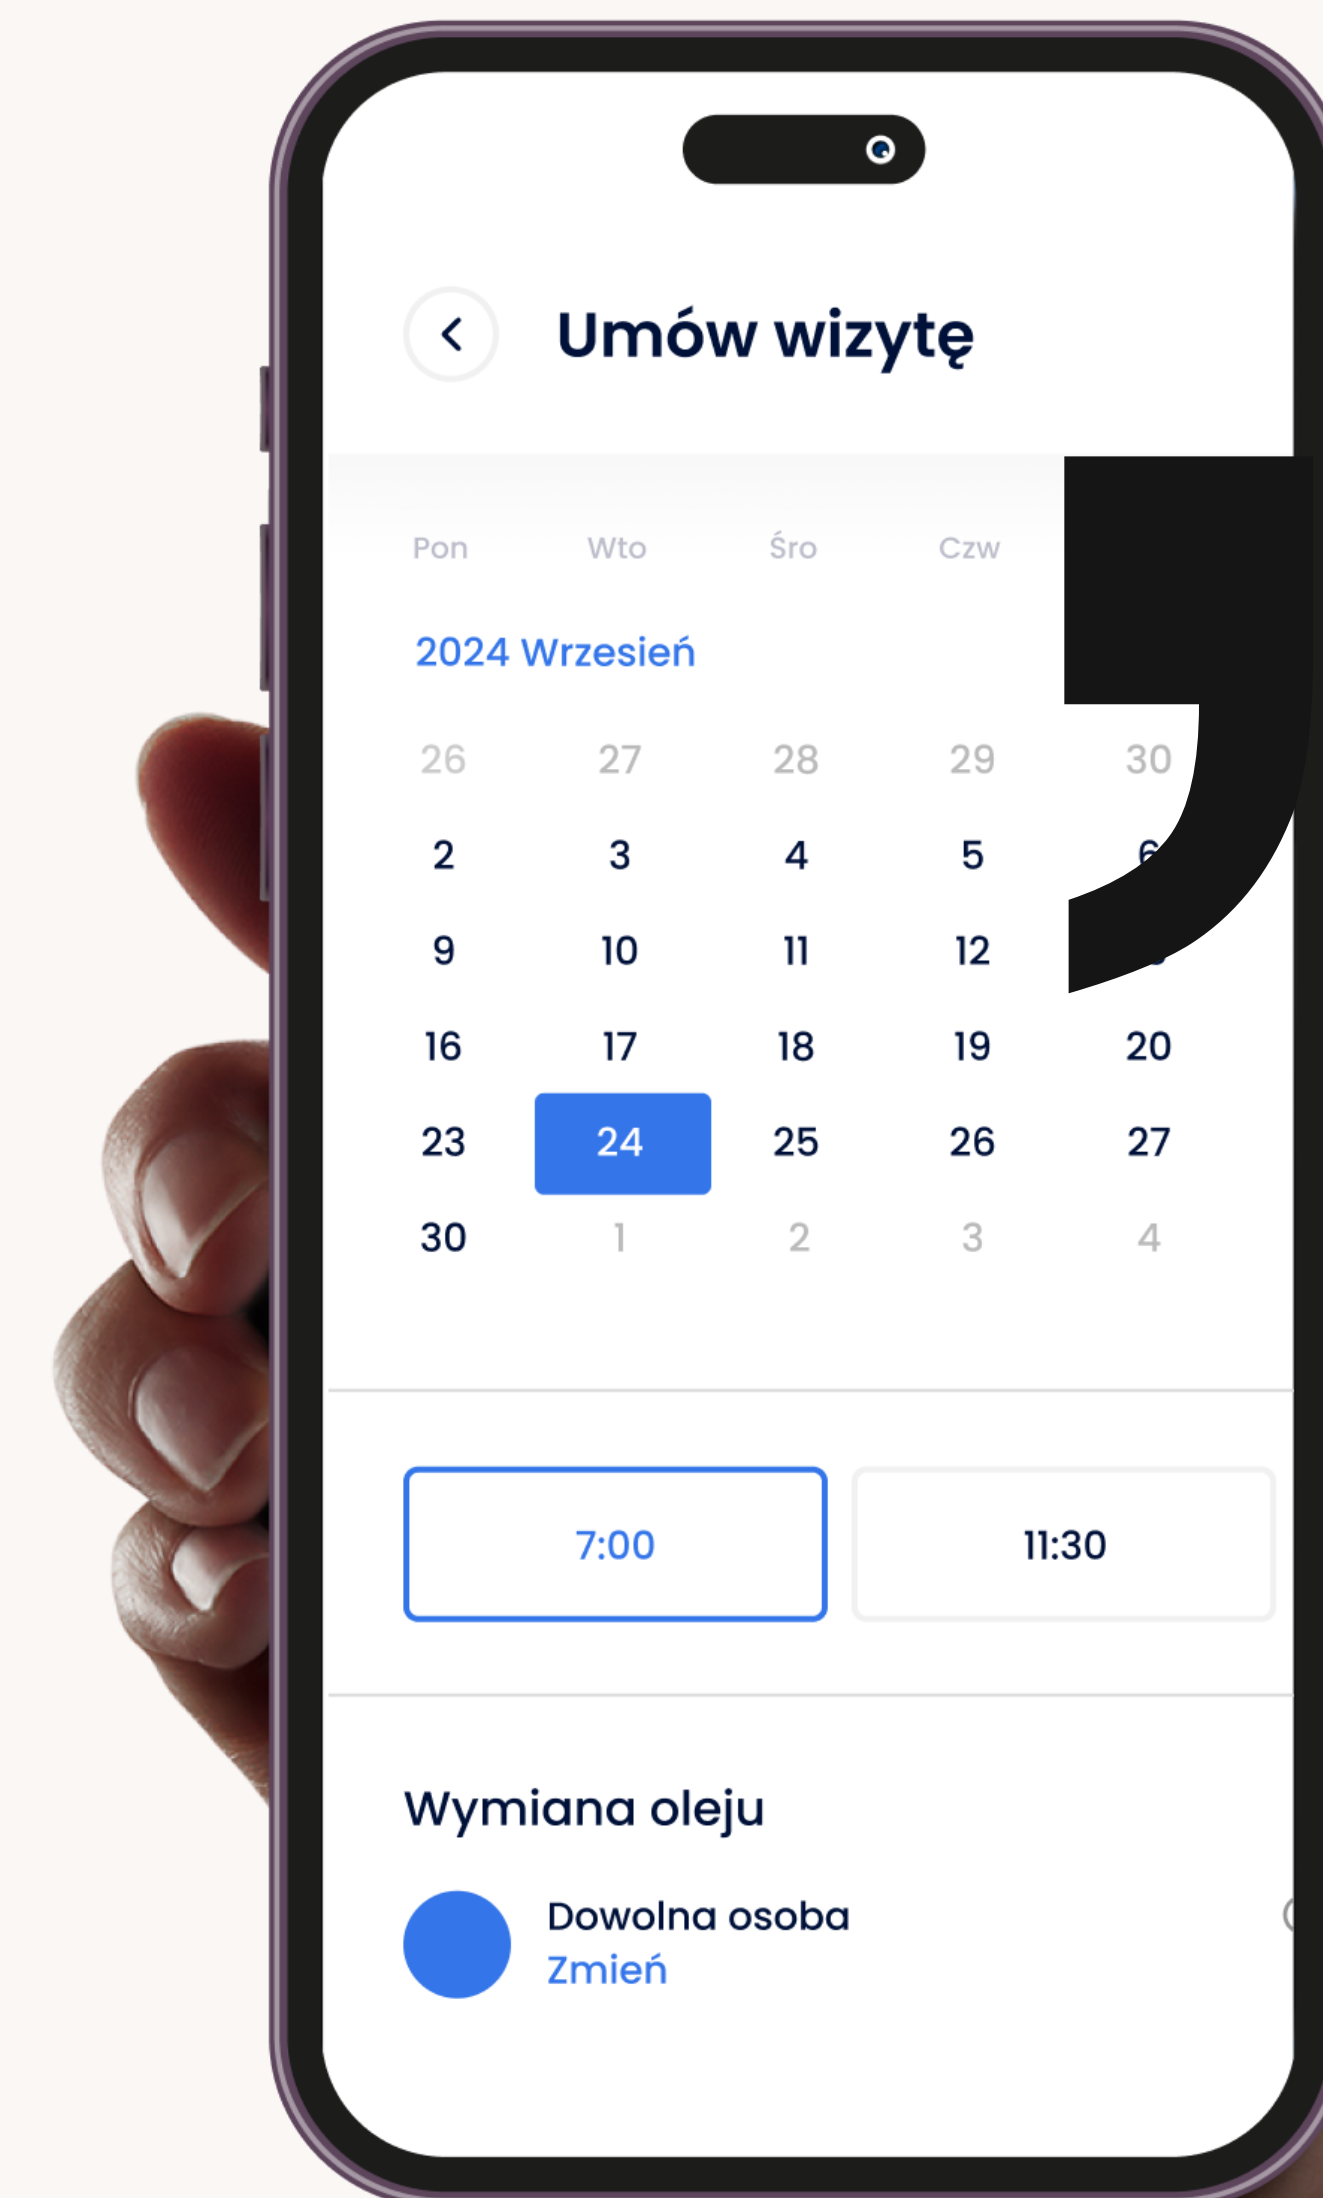 Umów wizytę
Pon Wto Śro Czw
2024 Wrzesień
26 27 28 29 30
2 3 4 5 6
9 10 11 12
16 17 18 19 20
23 24 25 26 27
30 1 2 3 4
7:00 11:30
Wymiana oleju
Dowolna osoba
Zmień